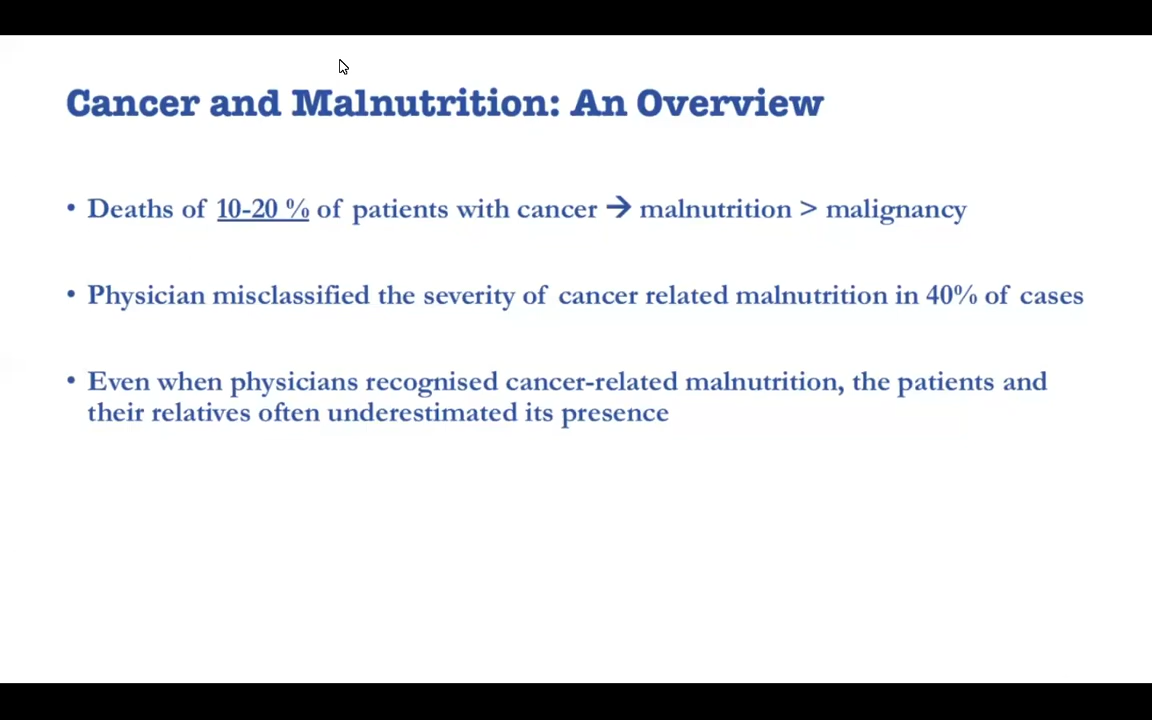 Cancer and Malnutrition: An Overview
• Deaths of 10-20 % of patients with cancer → malnutrition > malignancy
• Physician misclassified the severity of cancer related malnutrition in 40% of cases
• Even when physicians recognised cancer-related malnutrition, the patients and
their relatives often underestimated its presence